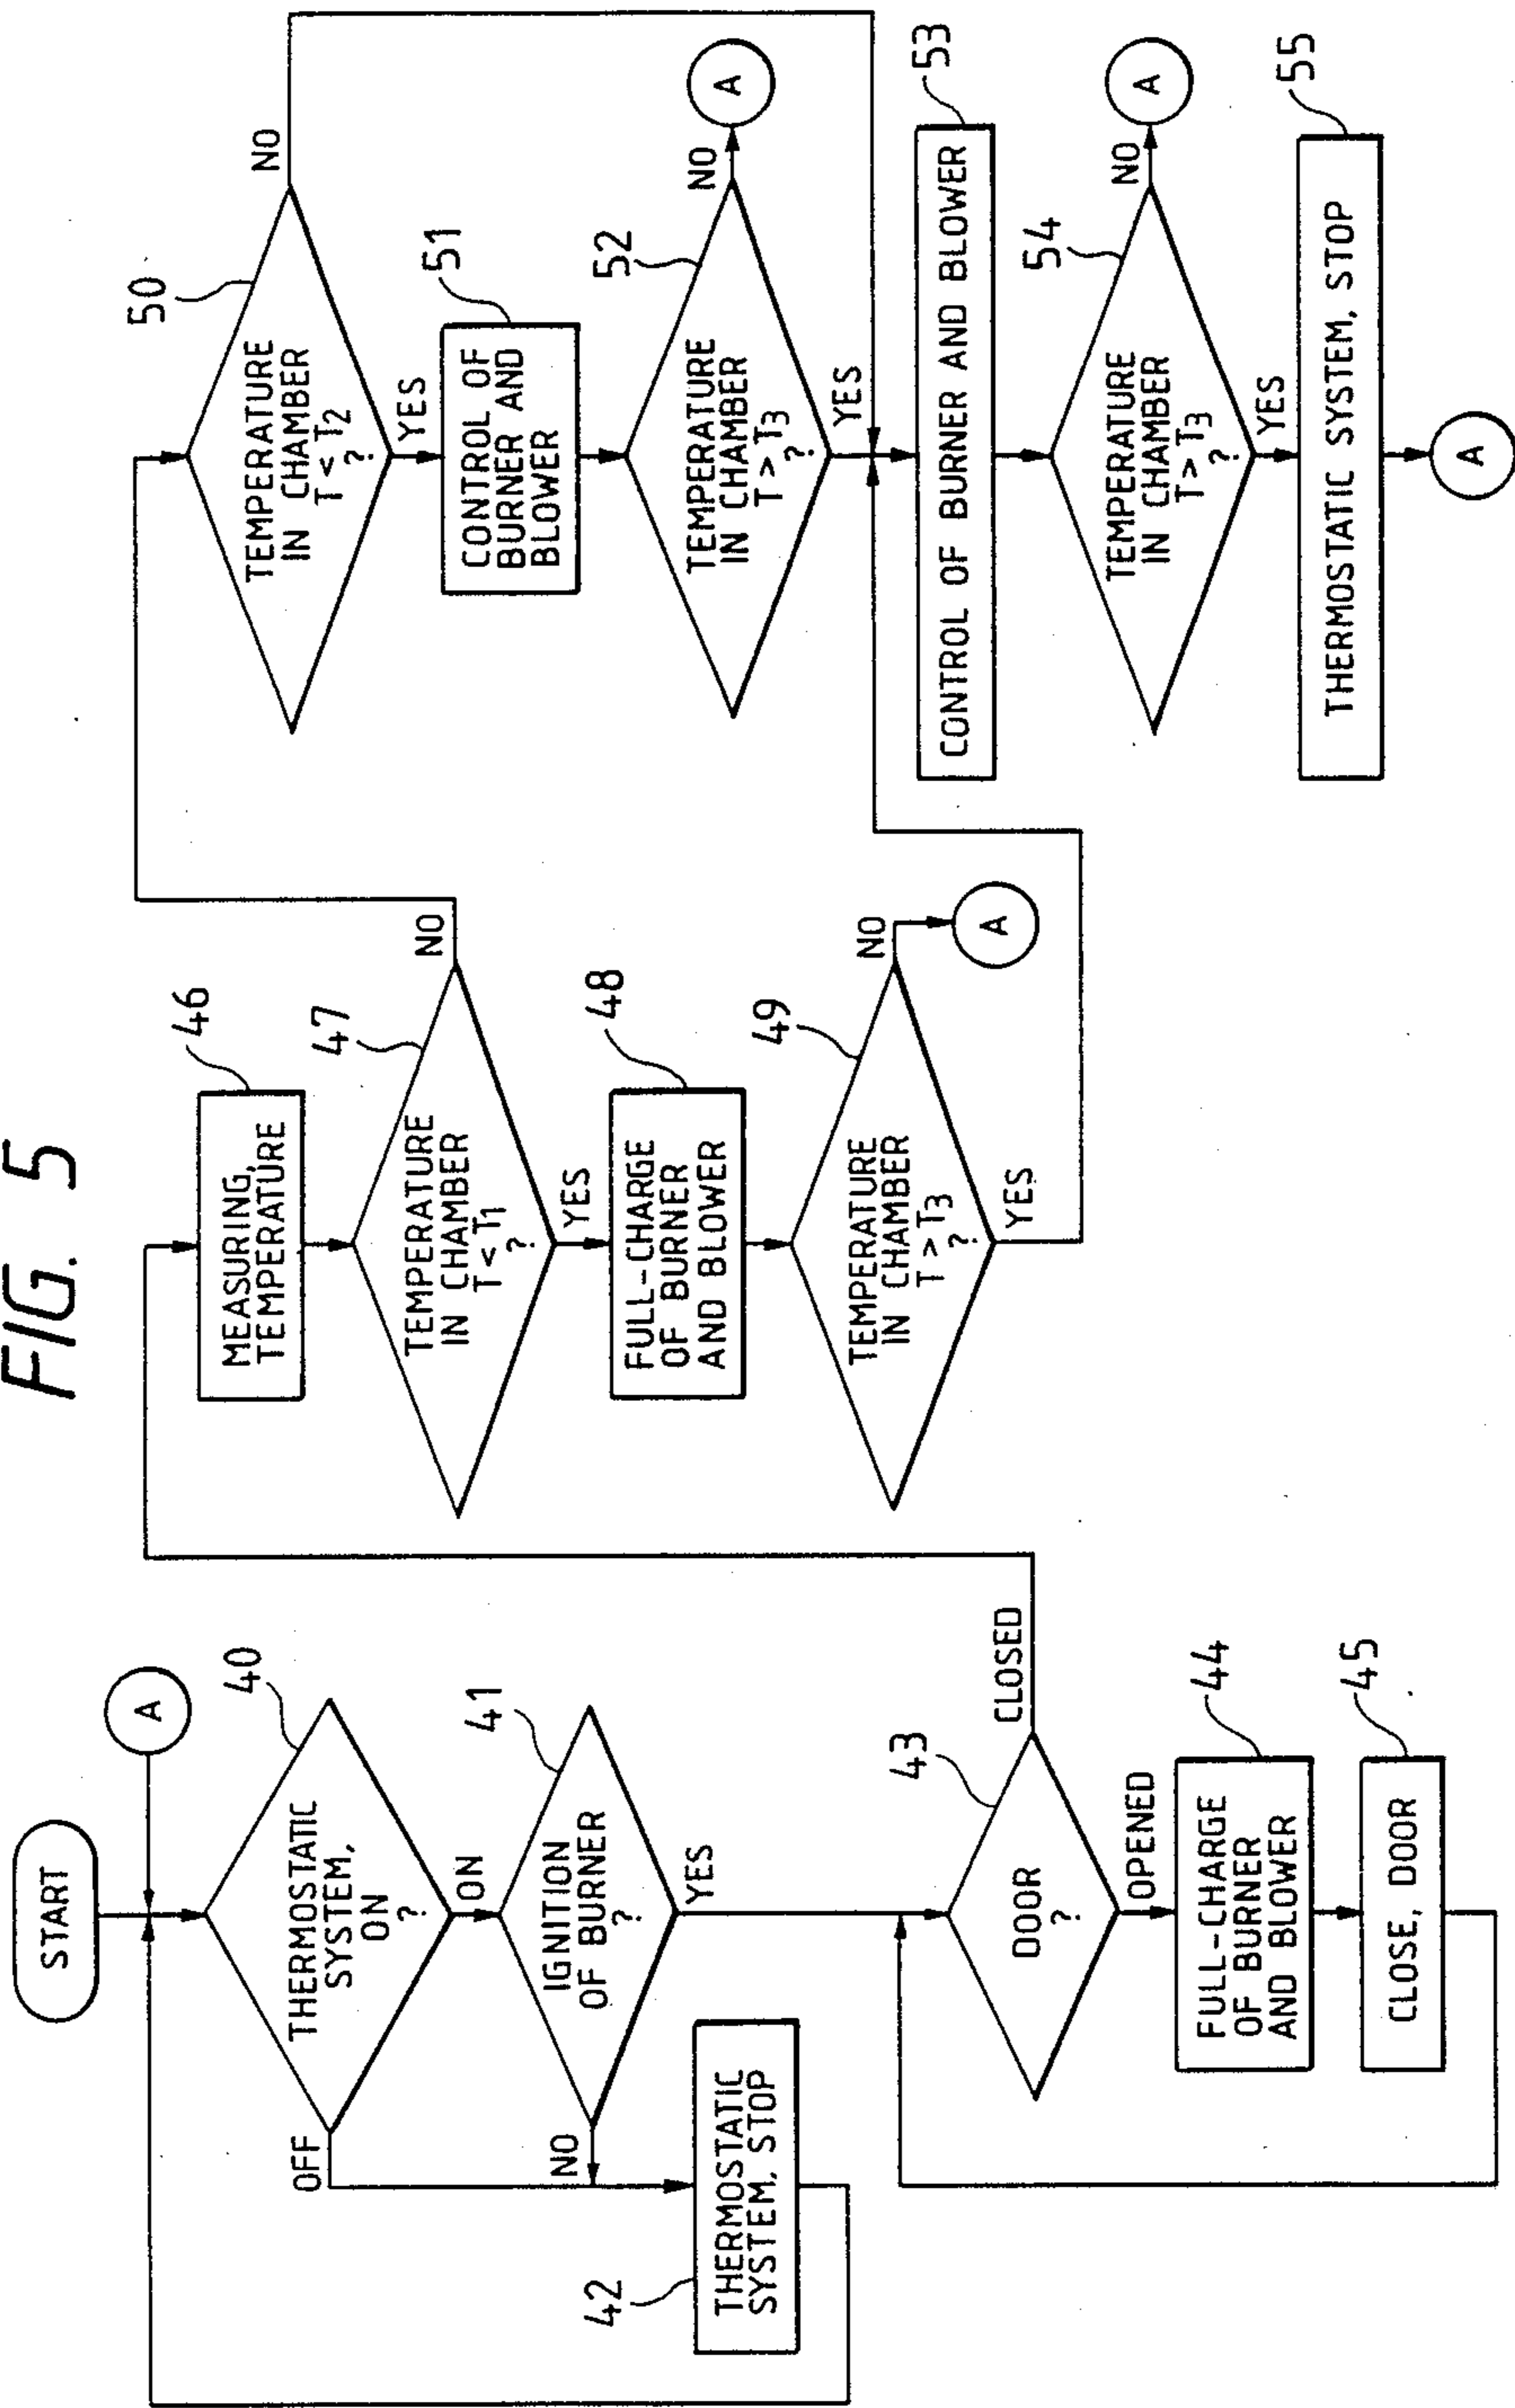 FIG. 5
START
A
THERMOSTATIC
SYSTEM,
ON
?
40
OFF
ON
IGNITION
OF BURNER
?
41
NO
YES
THERMOSTATIC
SYSTEM, STOP
42
DOOR
?
43
CLOSED
OPENED
FULL-CHARGE
OF BURNER
AND BLOWER
44
CLOSE, DOOR
45
MEASURING,
TEMPERATURE
46
TEMPERATURE
IN CHAMBER
T < T1
?
47
NO
YES
FULL-CHARGE
OF BURNER
AND BLOWER
48
TEMPERATURE
IN CHAMBER
T > T3
?
49
NO
A
YES
TEMPERATURE
IN CHAMBER
T < T2
?
50
NO
YES
CONTROL OF
BURNER AND
BLOWER
51
TEMPERATURE
IN CHAMBER
T > T3
?
52
NO
A
YES
CONTROL OF BURNER AND BLOWER
53
TEMPERATURE
IN CHAMBER
T > T3
?
54
NO
A
YES
THERMOSTATIC SYSTEM, STOP
55
A